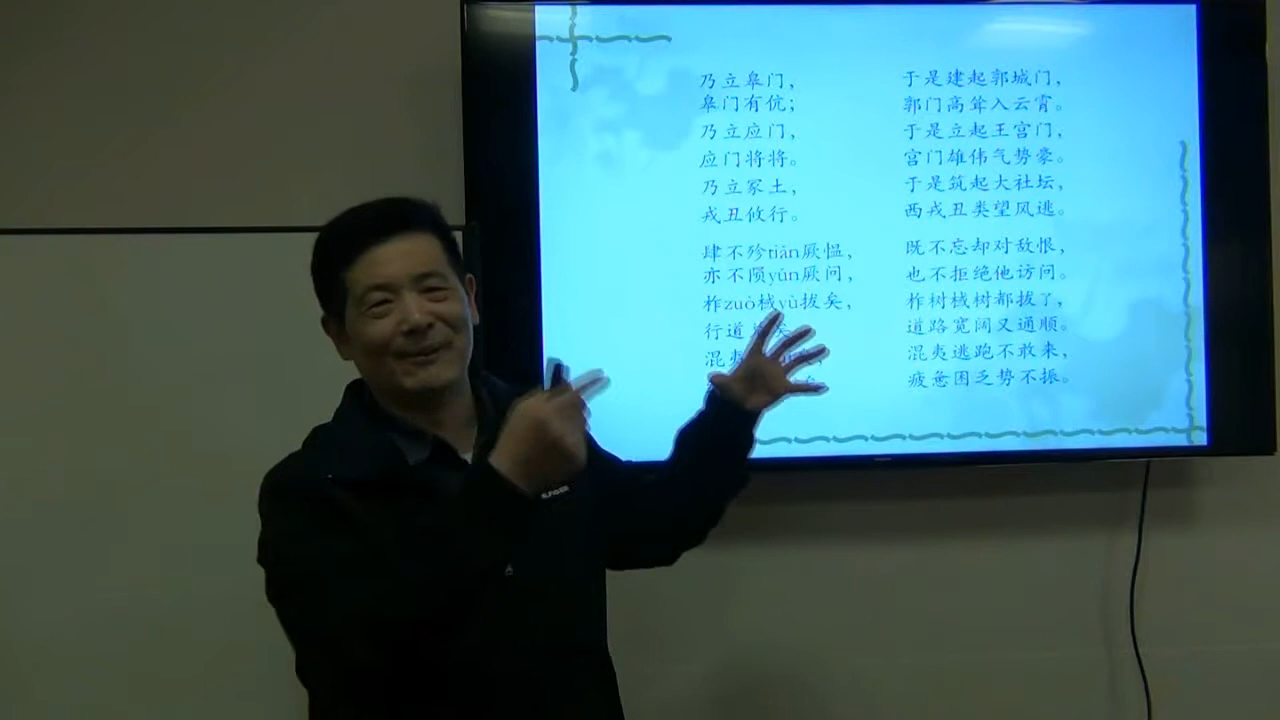 乃立皋门，
皋门有伉；
乃立应门，
应门将将。
乃立冢土，
戎丑攸行。
肆不殄tiǎn厥愠，
亦不陨yǔn厥问，
柞zuò棫yù拔矣，
行道
混夷
于是建起郭城门，
郭门高耸入云霄。
于是立起王宫门，
宫门雄伟气势豪。
于是筑起大社坛，
西戎丑类望风逃。
既不忘却对敌恨，
也不拒绝他访问。
柞树棫树都拔了，
道路宽阔又通顺。
混夷逃跑不敢来，
疲惫困乏势不振。